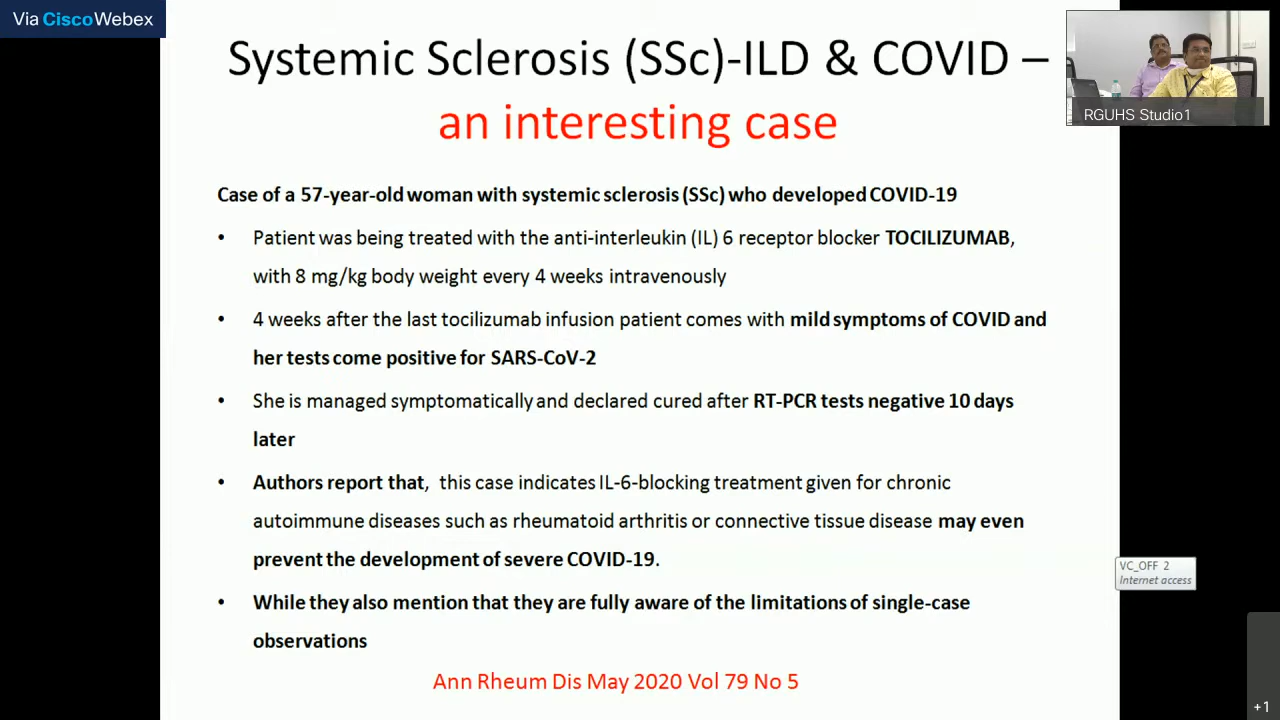 Via CiscoWebex
Systemic Sclerosis (SSc)-ILD & COVID –
an interesting case
RGUHS Studio1
Case of a 57-year-old woman with systemic sclerosis (SSc) who developed COVID-19
• Patient was being treated with the anti-interleukin (IL) 6 receptor blocker TOCILIZUMAB,
with 8 mg/kg body weight every 4 weeks intravenously
• 4 weeks after the last tocilizumab infusion patient comes with mild symptoms of COVID and
her tests come positive for SARS-CoV-2
• She is managed symptomatically and declared cured after RT-PCR tests negative 10 days
later
• Authors report that, this case indicates IL-6-blocking treatment given for chronic
autoimmune diseases such as rheumatoid arthritis or connective tissue disease may even
prevent the development of severe COVID-19.
• While they also mention that they are fully aware of the limitations of single-case
observations
Ann Rheum Dis May 2020 Vol 79 No 5
VC_OFF 2
Internet access
+1